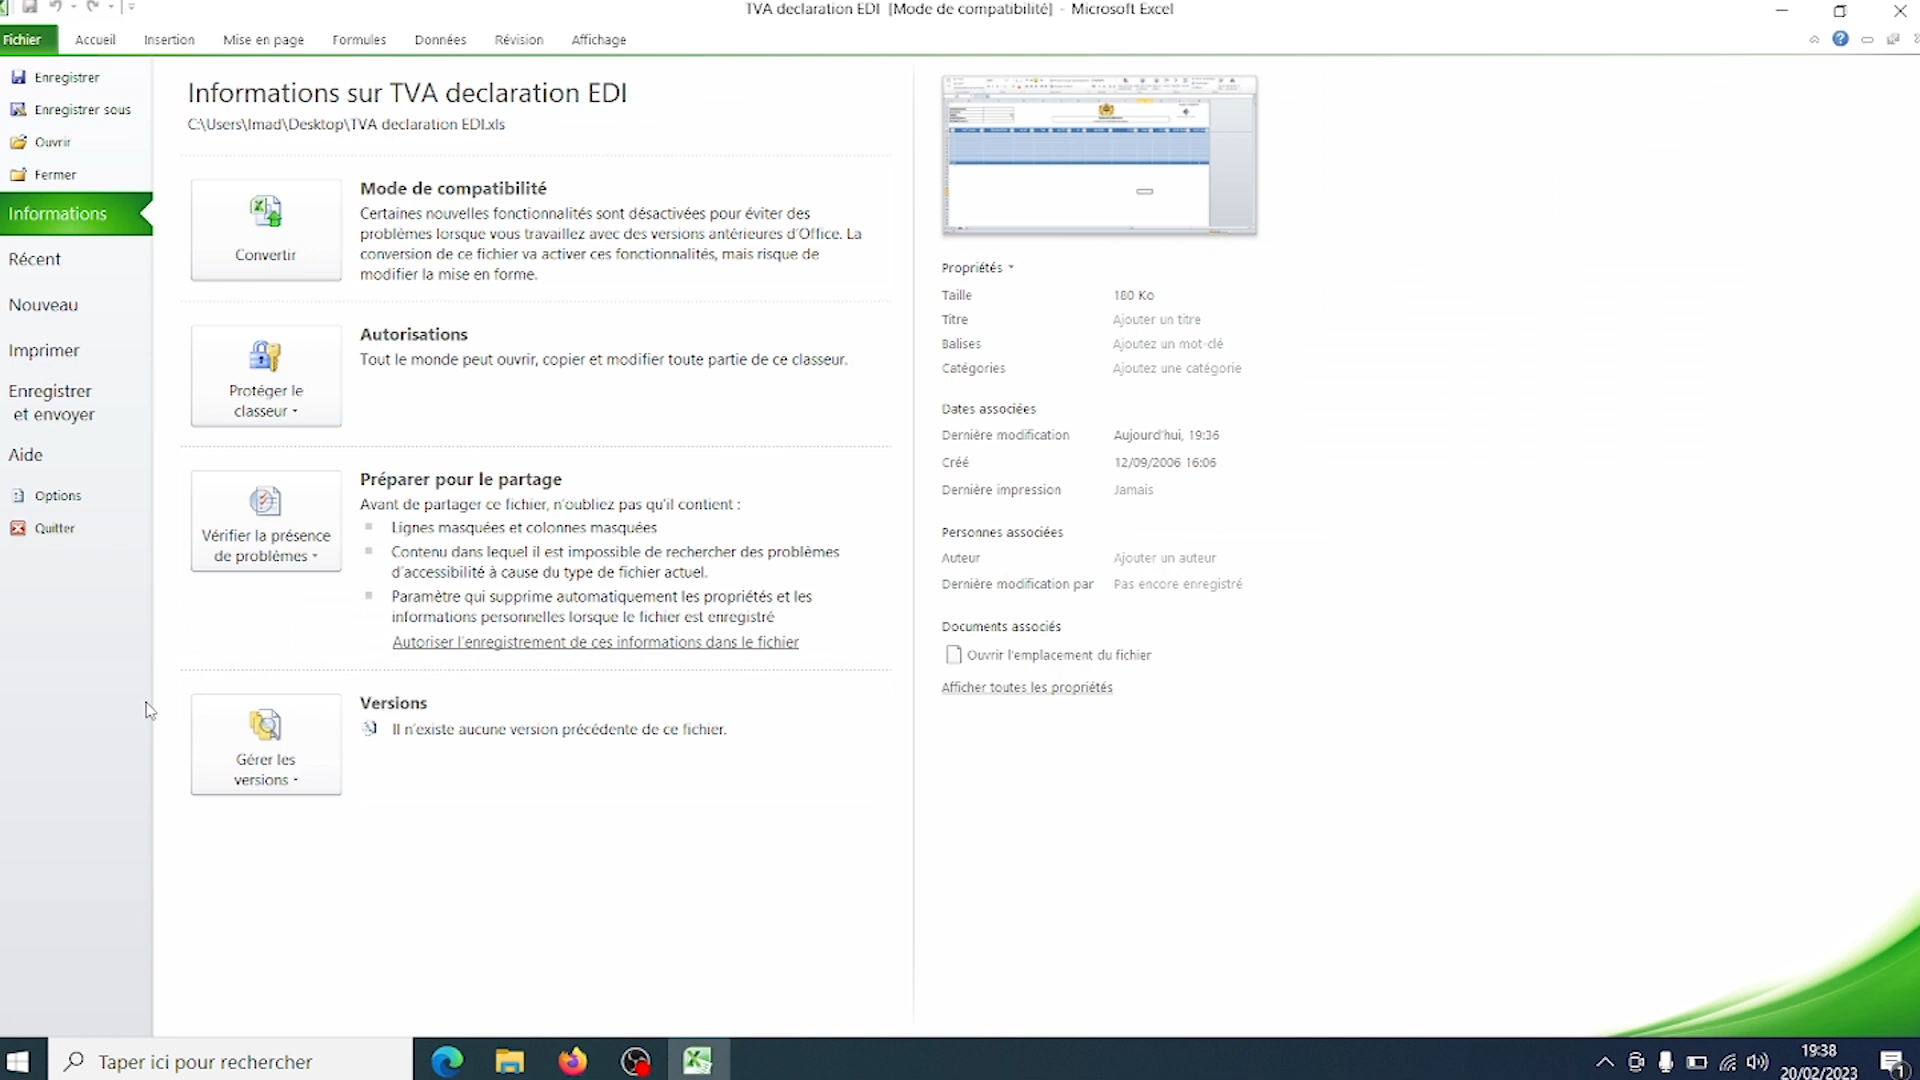 TVA declaration EDI [Mode de compatibilité] - Microsoft Excel
Fichier Accueil Insertion Mise en page Formules Données Révision Affichage
Enregistrer
Enregistrer sous
Ouvrir
Fermer
Informations
Récent
Nouveau
Imprimer
Enregistrer
et envoyer
Aide
Options
Quitter
Informations sur TVA declaration EDI
C:\Users\Imad\Desktop\TVA declaration EDI.xls
Convertir
Mode de compatibilité
Certaines nouvelles fonctionnalités sont désactivées pour éviter des
problèmes lorsque vous travaillez avec des versions antérieures d'Office. La
conversion de ce fichier va activer ces fonctionnalités, mais risque de
modifier la mise en forme.
Protéger le
classeur
Autorisations
Tout le monde peut ouvrir, copier et modifier toute partie de ce classeur.
Vérifier la présence
de problèmes
Préparer pour le partage
Avant de partager ce fichier, n'oubliez pas qu'il contient :
Lignes masquées et colonnes masquées
Contenu dans lequel il est impossible de rechercher des problèmes
d'accessibilité à cause du type de fichier actuel.
Paramètre qui supprime automatiquement les propriétés et les
informations personnelles lorsque le fichier est enregistré
Autoriser l'enregistrement de ces informations dans le fichier
Gérer les
versions
Versions
Il n'existe aucune version précédente de ce fichier.
Propriétés
Taille 180 Ko
Titre Ajouter un titre
Balises Ajoutez un mot-clé
Catégories Ajoutez une catégorie
Dates associées
Dernière modification Aujourd'hui, 19:36
Créé 12/09/2006 16:06
Dernière impression Jamais
Personnes associées
Auteur Ajouter un auteur
Dernière modification par Pas encore enregistré
Documents associés
Ouvrir l'emplacement du fichier
Afficher toutes les propriétés
Taper ici pour rechercher
19:38
20/02/2023
1